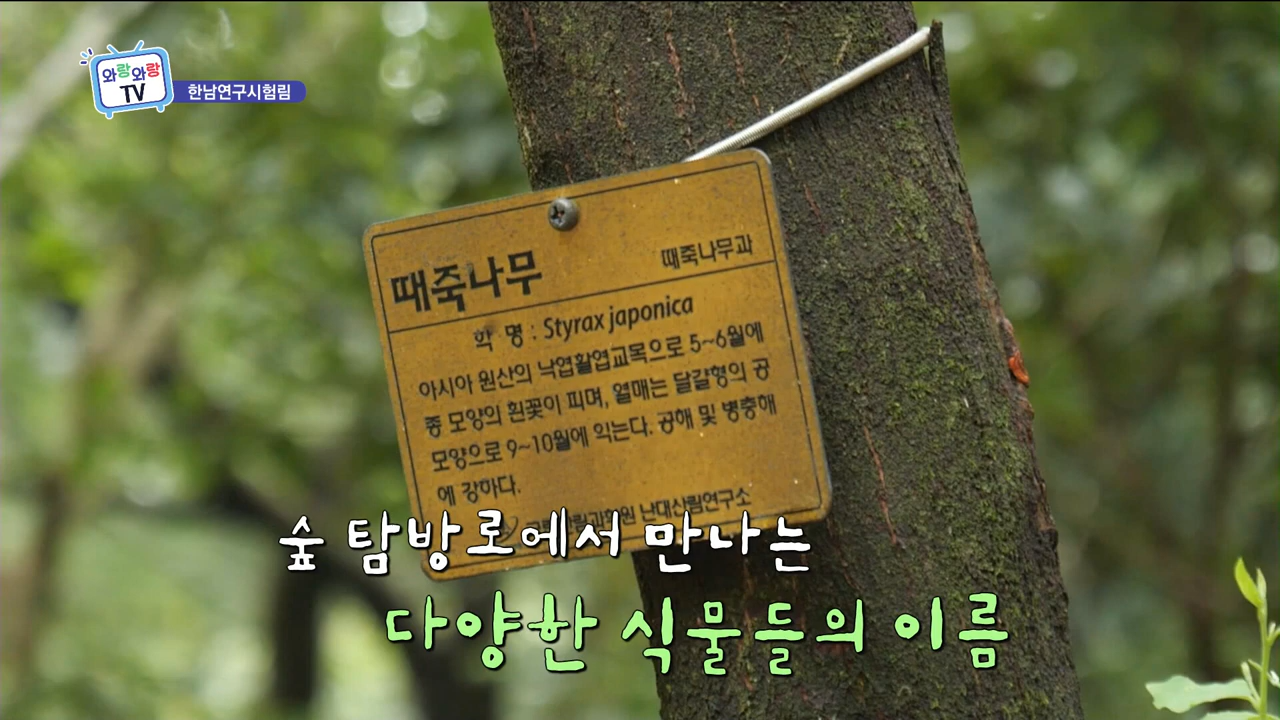 와랑와랑
TV
한남연구시험림
때죽나무
때죽나무과
학 명 : Styrax japonica
아시아 원산의 낙엽활엽교목으로 5~6월에
종 모양의 흰꽃이 피며, 열매는 달걀형의 공
모양으로 9~10월에 익는다. 공해 및 병충해
에 강하다.
난대산림연구소
숲 탐방로에서 만나는
다양한 식물들의 이름